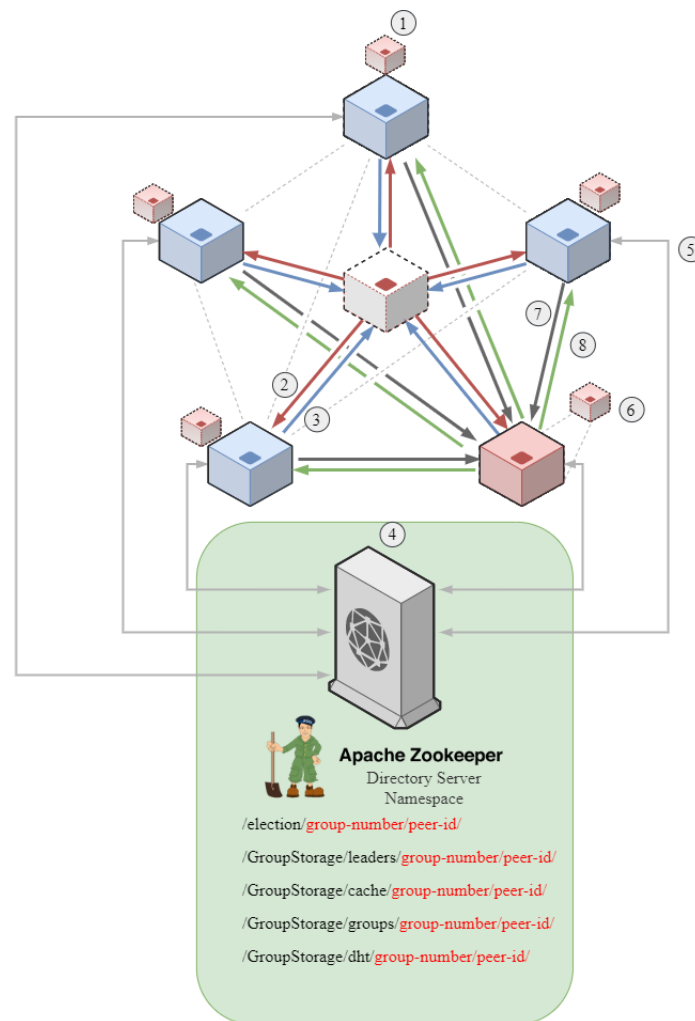 1
5
7
8
2
3
6
4
Apache Zookeeper
Directory Server
Namespace
/election/group-number/peer-id/
/GroupStorage/leaders/group-number/peer-id/
/GroupStorage/cache/group-number/peer-id/
/GroupStorage/groups/group-number/peer-id/
/GroupStorage/dht/group-number/peer-id/